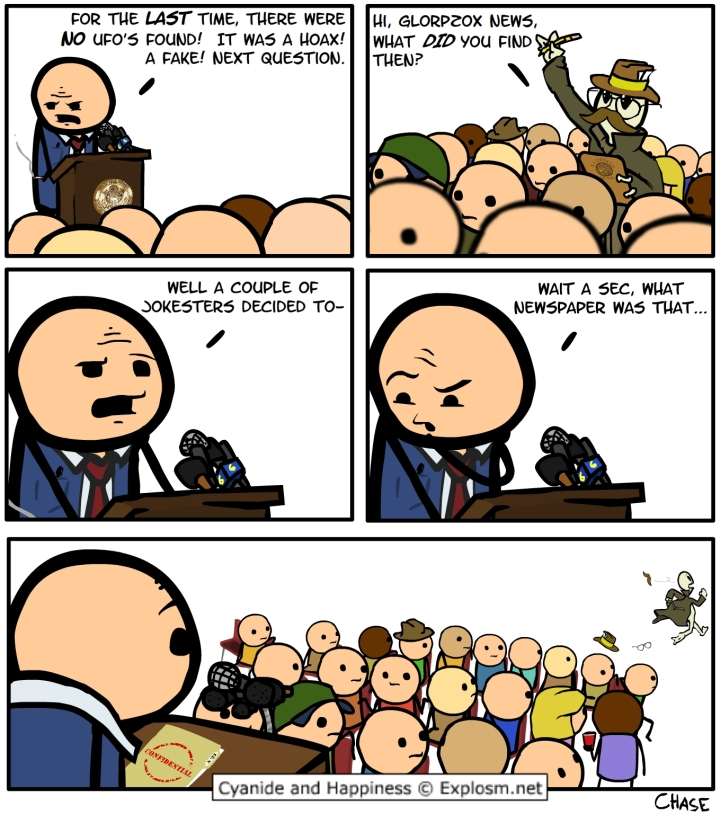 FOR THE LAST TIME, THERE WERE
NO UFO'S FOUND! IT WAS A HOAX!
A FAKE! NEXT QUESTION.
HI, GLORPZOX NEWS,
WHAT DID YOU FIND
THEN?
WELL A COUPLE OF
JOKESTERS DECIDED TO-
WAIT A SEC, WHAT
NEWSPAPER WAS THAT...
CONFIDENTIAL
Cyanide and Happiness © Explosm.net
CHASE